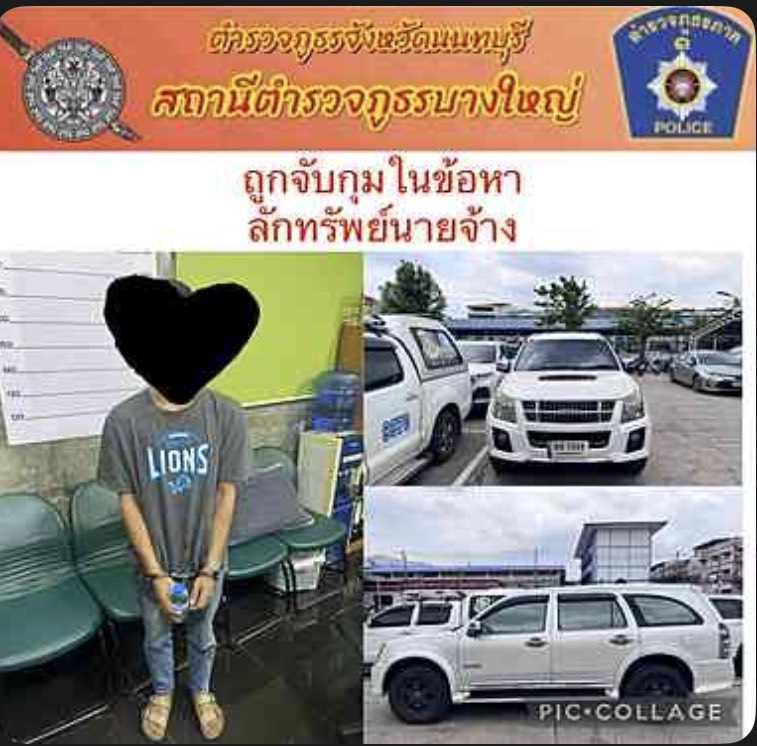 ตำรวจภูธรจังหวัดนนทบุรี
สถานีตำรวจภูธรบางใหญ่
ตำรวจภูธรภาค
๑
POLICE
ถูกจับกุมในข้อหา
ลักทรัพย์นายจ้าง
LIONS
PIC•COLLAGE